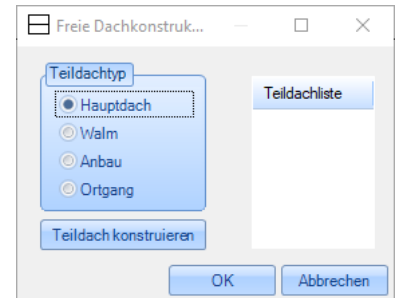 Freie Dachkonstruk...
Teildachtyp
Hauptdach
Walm
Anbau
Ortgang
Teildach konstruieren
Teildachliste
OK
Abbrechen